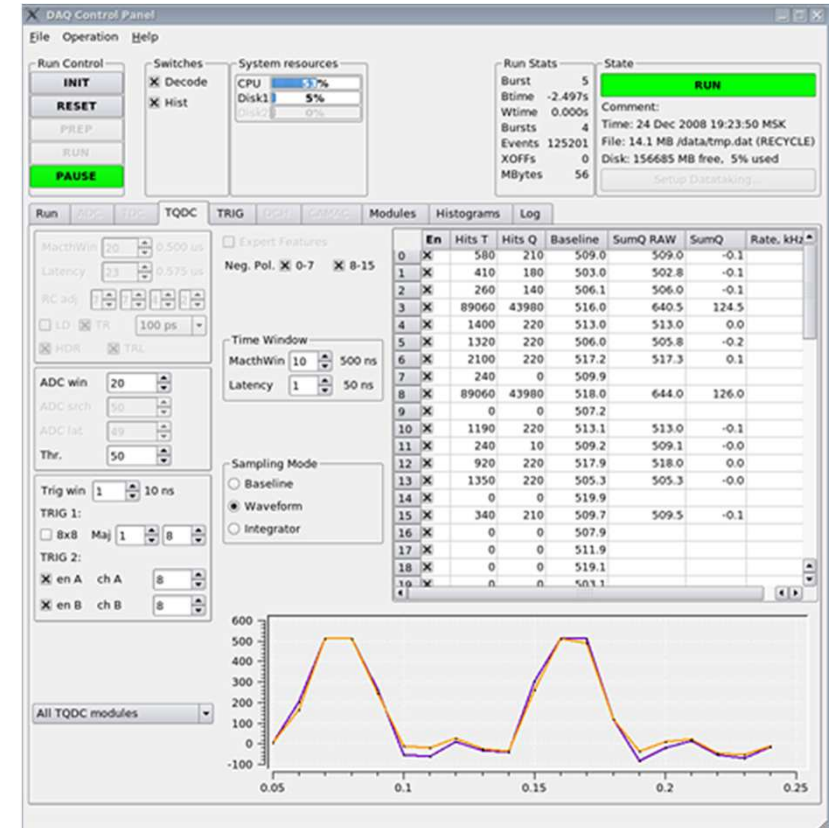 DAQ Control Panel
File Operation Help
Run Control
INIT
RESET
PREP
RUN
PAUSE
Switches
Decode
Hist
System resources
CPU 53%
Disk1 5%
Disk2 0%
Run Stats
Burst 5
Btime -2.497s
Wtime 0.000s
Bursts 4
Events 125201
XOFFs 0
MBytes 56
State
RUN
Comment:
Time: 24 Dec 2008 19:23:50 MSK
File: 14.1 MB /data/tmp.dat (RECYCLE)
Disk: 156685 MB free, 5% used
Setup Datataking...
Run ADC TDC TQDC TRIG CAMAC Modules Histograms Log
MacthWin 20 0.500 us
Latency 23 0.575 us
RC adj 7 7 4 2
LD TR 100 ps
HDR TRL
ADC win 20
ADC srch 50
ADC lat 49
Thr. 50
Trig win 1 10 ns
TRIG 1:
8x8 Maj 1 8
TRIG 2:
en A ch A 8
en B ch B 8
All TQDC modules
Expert Features
Neg. Pol. 0-7 8-15
Time Window
MacthWin 10 500 ns
Latency 1 50 ns
Sampling Mode
Baseline
Waveform
Integrator
En Hits T Hits Q Baseline SumQ RAW SumQ Rate, kHz
0 580 210 509.0 509.0 -0.1
1 410 180 503.0 502.8 -0.1
2 260 140 506.1 506.0 -0.1
3 89060 43980 516.0 640.5 124.5
4 1400 220 513.0 513.0 0.0
5 1320 220 506.0 505.8 -0.2
6 2100 220 517.2 517.3 0.1
7 240 0 509.9
8 89060 43980 518.0 644.0 126.0
9 0 0 507.2
10 1190 220 513.1 513.0 -0.1
11 240 10 509.2 509.1 -0.0
12 920 220 517.9 518.0 0.0
13 1350 220 505.3 505.3 -0.0
14 0 0 519.9
15 340 210 509.7 509.5 -0.1
16 0 0 507.9
17 0 0 511.9
18 0 0 519.1
19 0 0 503.1
600
500
400
300
200
100
0
-100
0.05 0.1 0.15 0.2 0.25